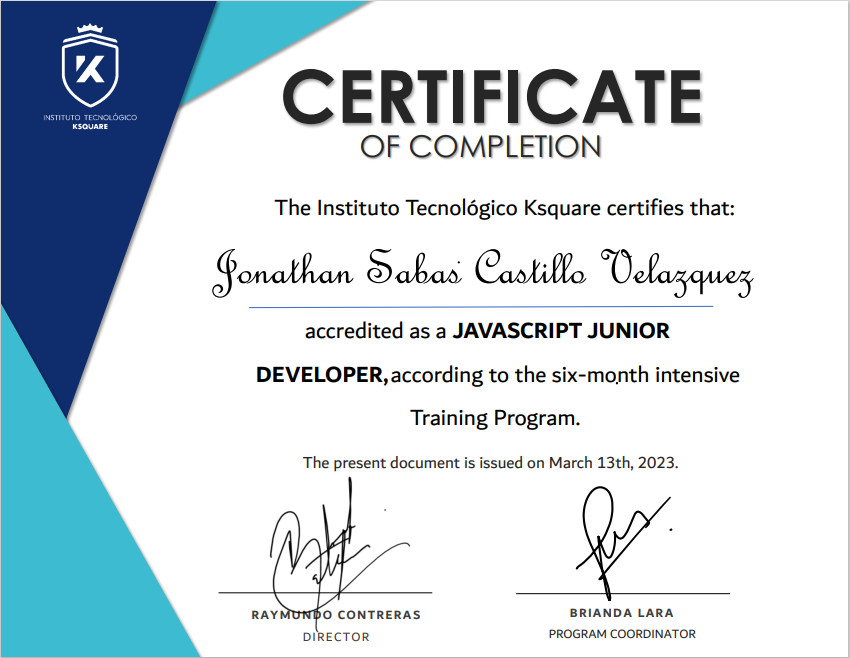 INSTITUTO TECNOLÓGICO
KSQUARE
CERTIFICATE
OF COMPLETION
The Instituto Tecnológico Ksquare certifies that:
Jonathan Sabas Castillo Velazquez
accredited as a JAVASCRIPT JUNIOR
DEVELOPER, according to the six-month intensive
Training Program.
The present document is issued on March 13th, 2023.
RAYMUNDO CONTRERAS
DIRECTOR
BRIANDA LARA
PROGRAM COORDINATOR